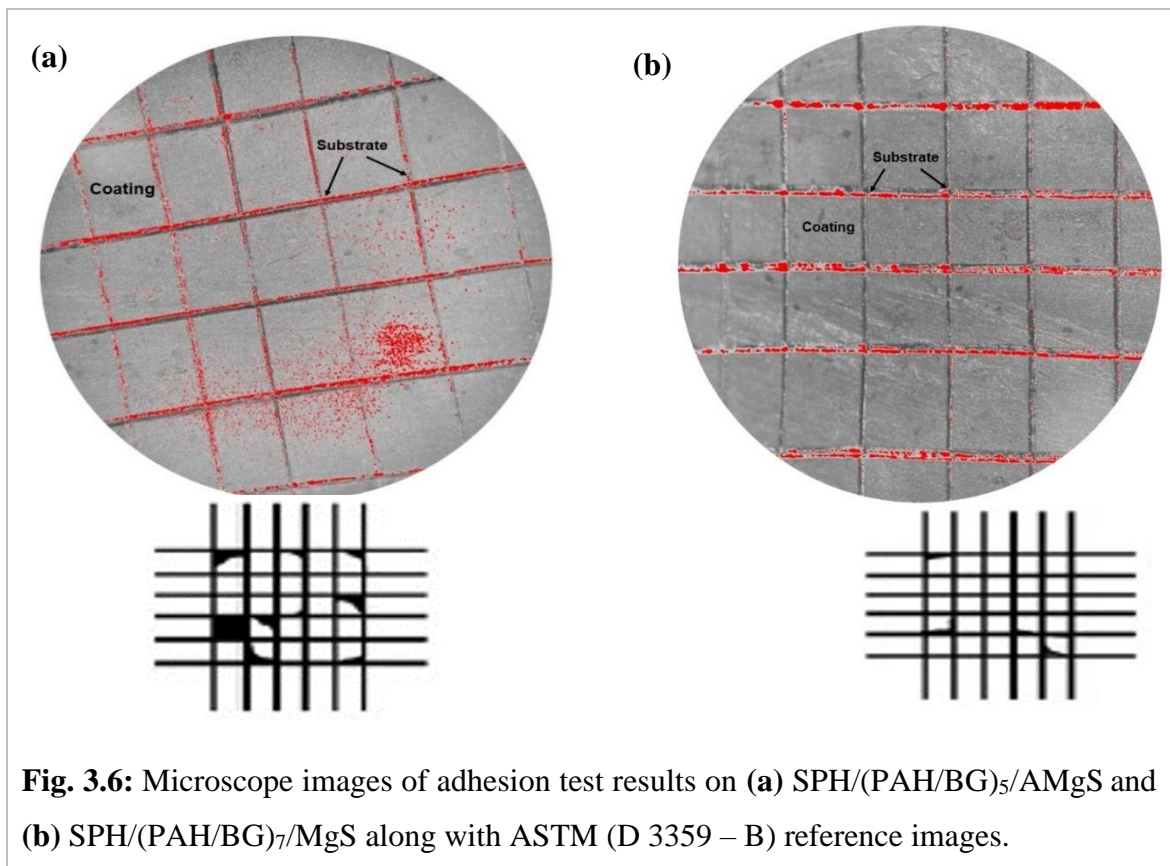 (a)
(b)
Substrate
Coating
Substrate
Coating
Fig. 3.6: Microscope images of adhesion test results on (a) SPH/(PAH/BG)₅/AMgS and
(b) SPH/(PAH/BG)₇/MgS along with ASTM (D 3359 – B) reference images.